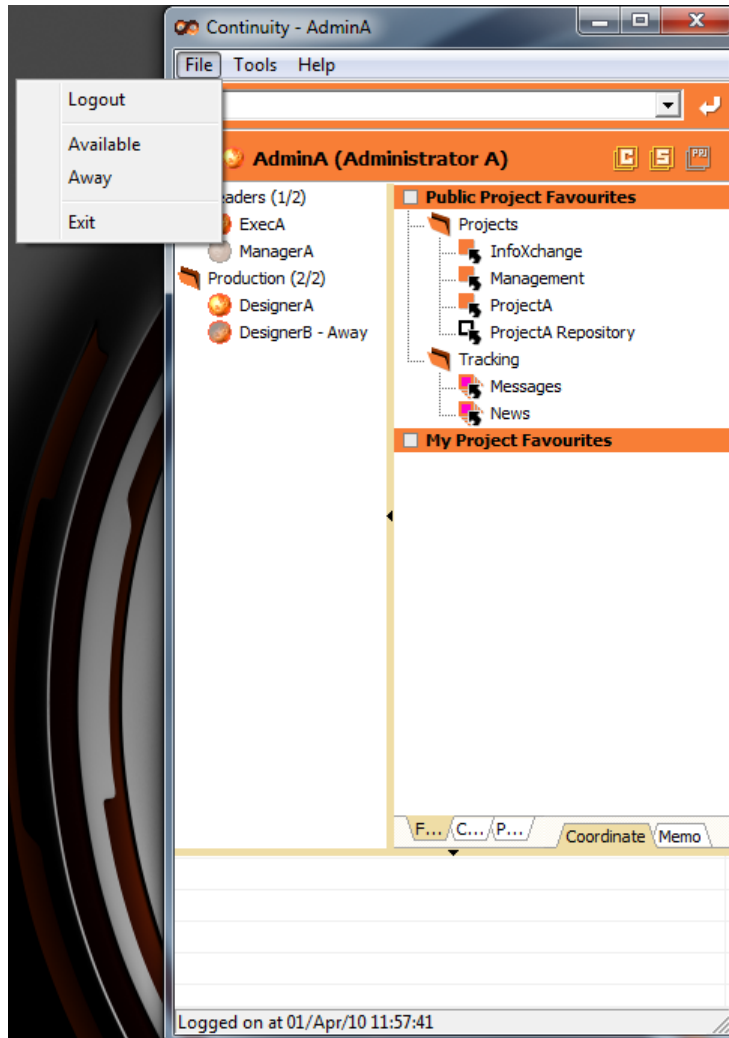 Continuity - AdminA
File Tools Help
Logout
Available
Away
Exit
AdminA (Administrator A)
C S PPJ
aders (1/2)
ExecA
ManagerA
Production (2/2)
DesignerA
DesignerB - Away
Public Project Favourites
Projects
InfoXchange
Management
ProjectA
ProjectA Repository
Tracking
Messages
News
My Project Favourites
F... C... P... Coordinate Memo
Logged on at 01/Apr/10 11:57:41